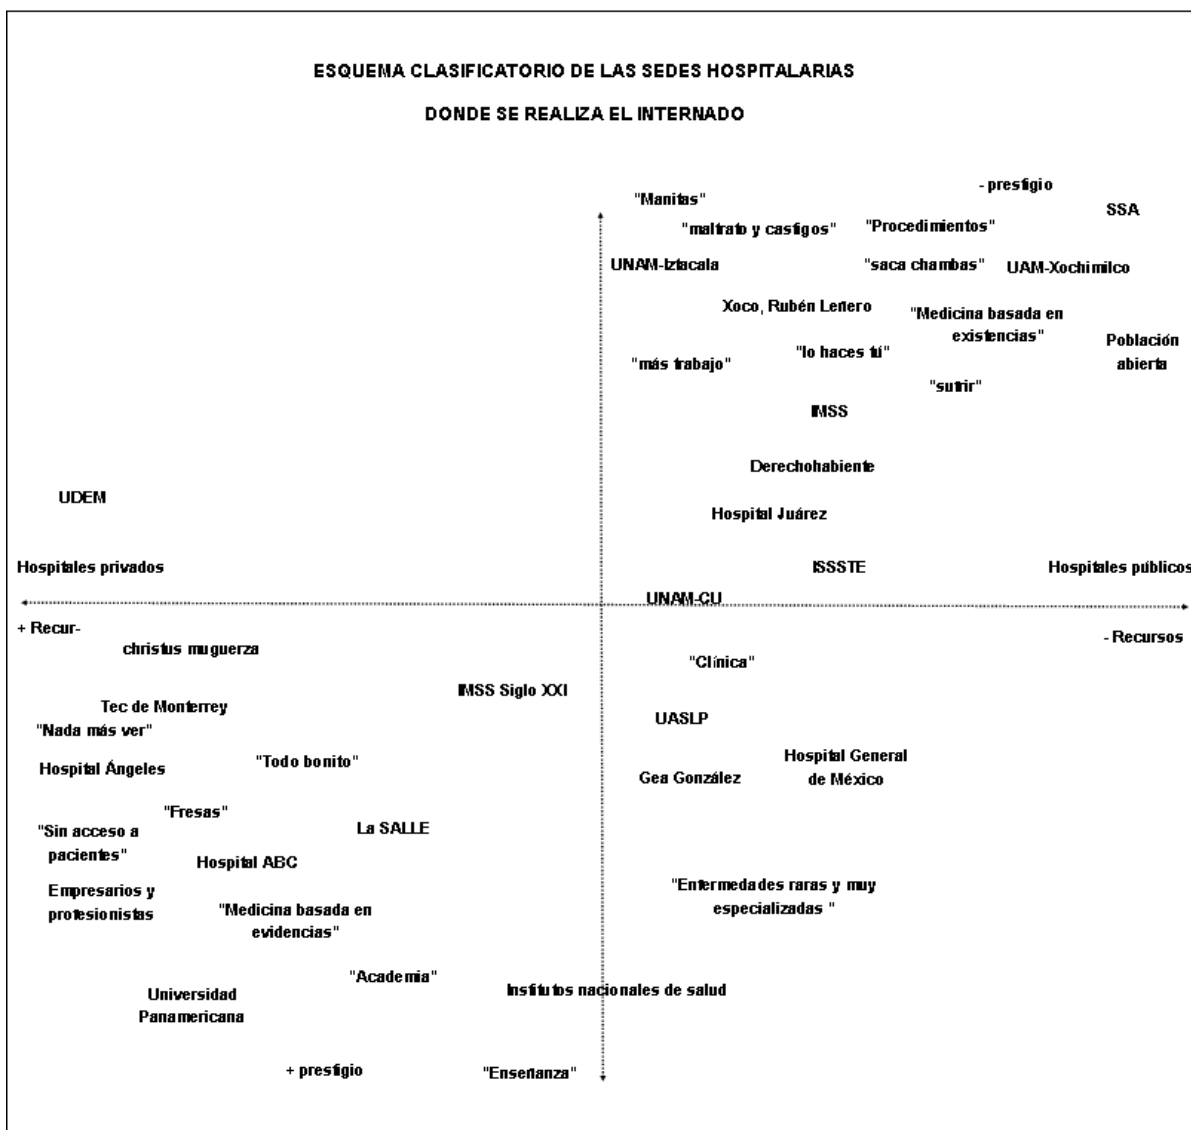 ESQUEMA CLASIFICATORIO DE LAS SEDES HOSPITALARIAS
DONDE SE REALIZA EL INTERNADO
- prestigio
"Manitas"
SSA
"maltrato y castigos"
"Procedimientos"
UNAM-Iztacala
"saca chambas"
UAM-Xochimilco
Xoco, Rubén Leñero
"Medicina basada en
existencias"
Población
abierta
"lo haces tú"
"más trabajo"
"sufrir"
IMSS
Derechohabiente
UDEM
Hospital Juárez
Hospitales privados
ISSSTE
Hospitales públicos
UNAM-CU
+ Recur-
- Recursos
christus muguerza
"Clínica"
IMSS Siglo XXI
Tec de Monterrey
UASLP
"Nada más ver"
"Todo bonito"
Hospital Ángeles
Hospital General
de México
Gea González
"Fresas"
"Sin acceso a
pacientes"
La SALLE
Hospital ABC
Empresarios y
profesionistas
"Enfermedades raras y muy
especializadas "
"Medicina basada en
evidencias"
"Academia"
Institutos nacionales de salud
Universidad
Panamericana
+ prestigio
"Enseñanza"